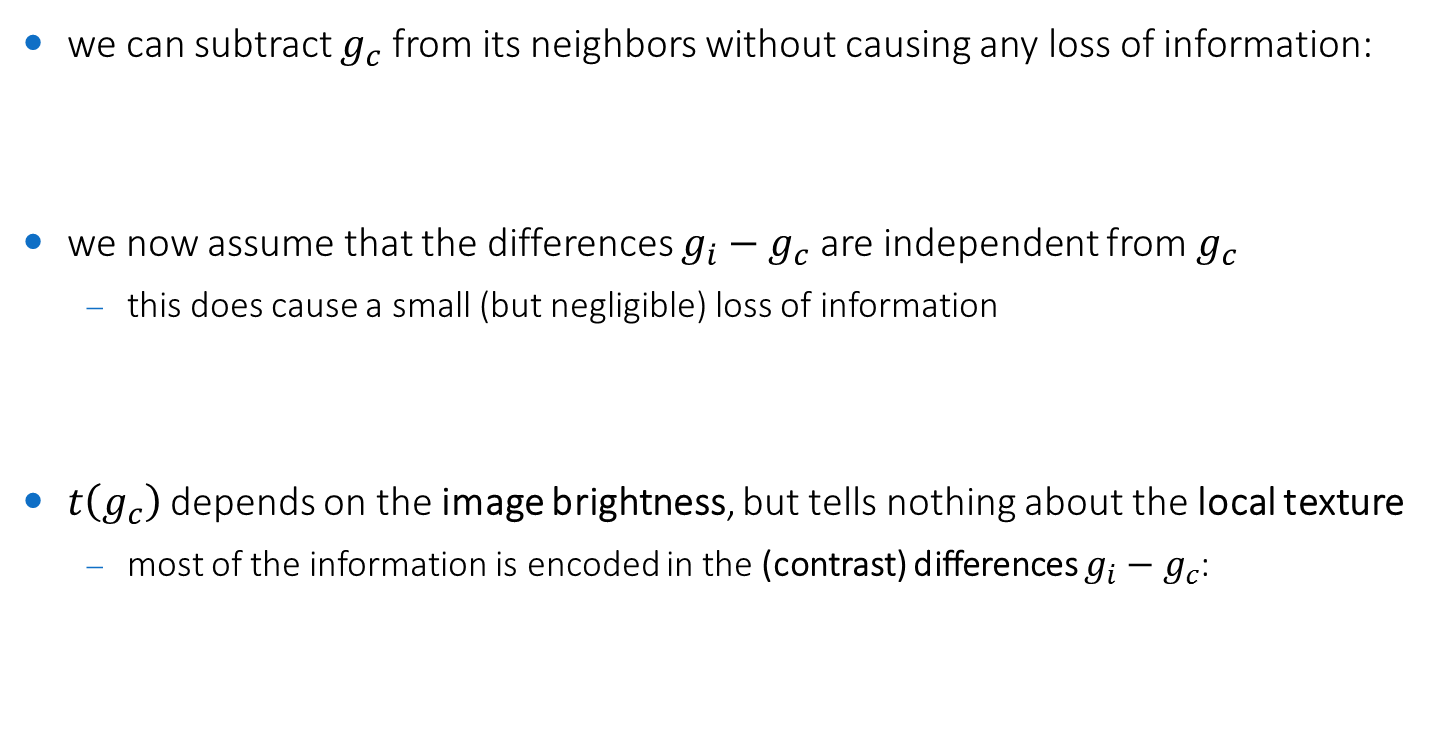 • we can subtract g_c from its neighbors without causing any loss of information:
• we now assume that the differences g_i − g_c are independent from g_c
– this does cause a small (but negligible) loss of information
• t(g_c) depends on the image brightness, but tells nothing about the local texture
– most of the information is encoded in the (contrast) differences g_i − g_c: